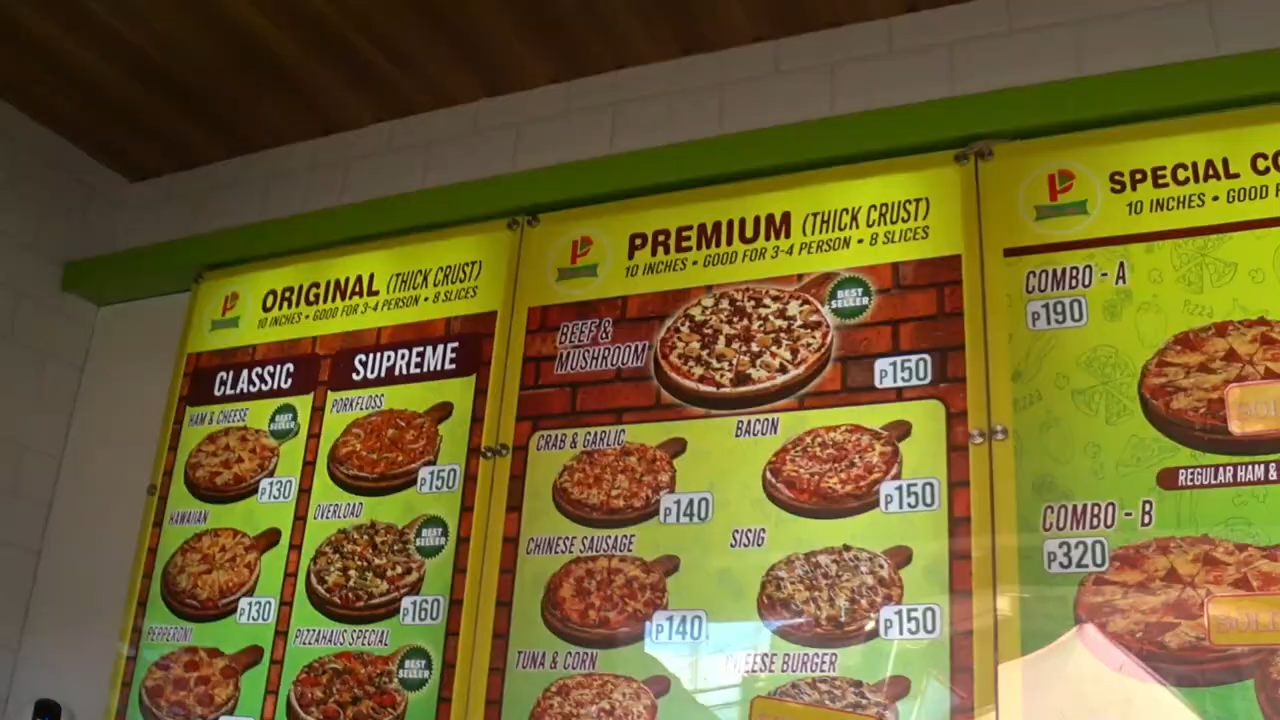 ORIGINAL (THICK CRUST)
10 INCHES • GOOD FOR 3-4 PERSON • 8 SLICES
CLASSIC
HAM & CHEESE
BEST SELLER
P130
HAWAIIAN
P130
PEPPERONI
SUPREME
PORKFLOSS
P150
OVERLOAD
BEST SELLER
P160
PIZZAHAUS SPECIAL
BEST SELLER
PREMIUM (THICK CRUST)
10 INCHES • GOOD FOR 3-4 PERSON • 8 SLICES
BEEF &
MUSHROOM
BEST
SELLER
P150
CRAB & GARLIC
P140
BACON
P150
CHINESE SAUSAGE
P140
SISIG
P150
TUNA & CORN
CHEESE BURGER
SPECIAL CO
10 INCHES • GOOD F
COMBO - A
P190
REGULAR HAM &
COMBO - B
P320